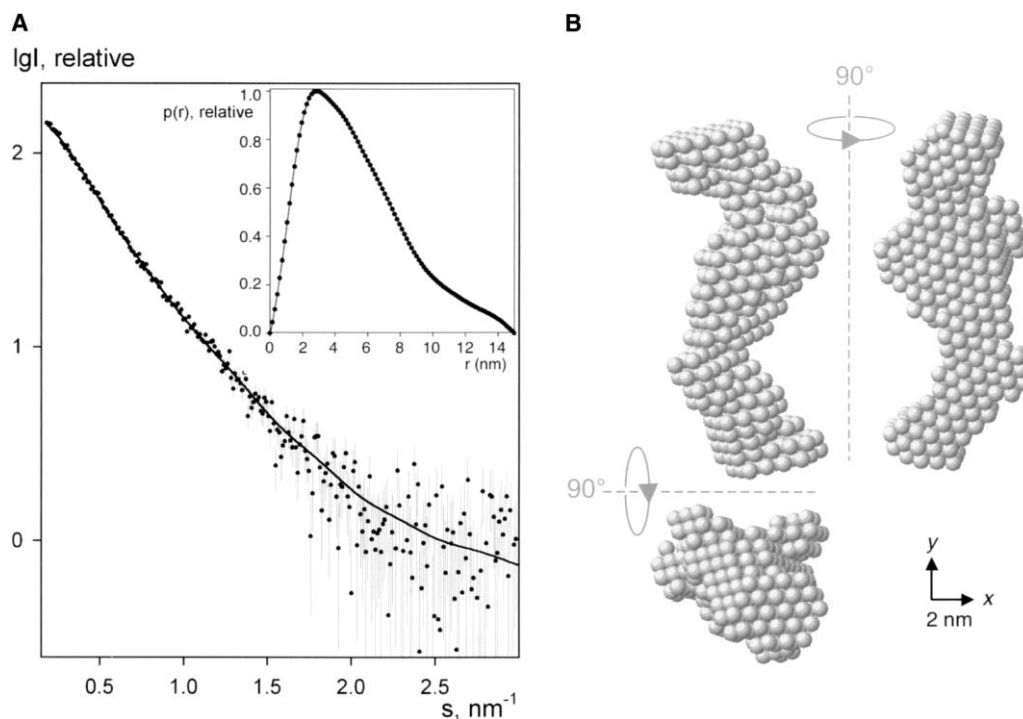 A
lgI, relative
2
1
0
0.5 1.0 1.5 2.0 2.5
s, nm⁻¹
p(r), relative
1.0
0.8
0.6
0.4
0.2
0.0
0 2 4 6 8 10 12 14
r (nm)
B
90°
90°
y
x
2 nm